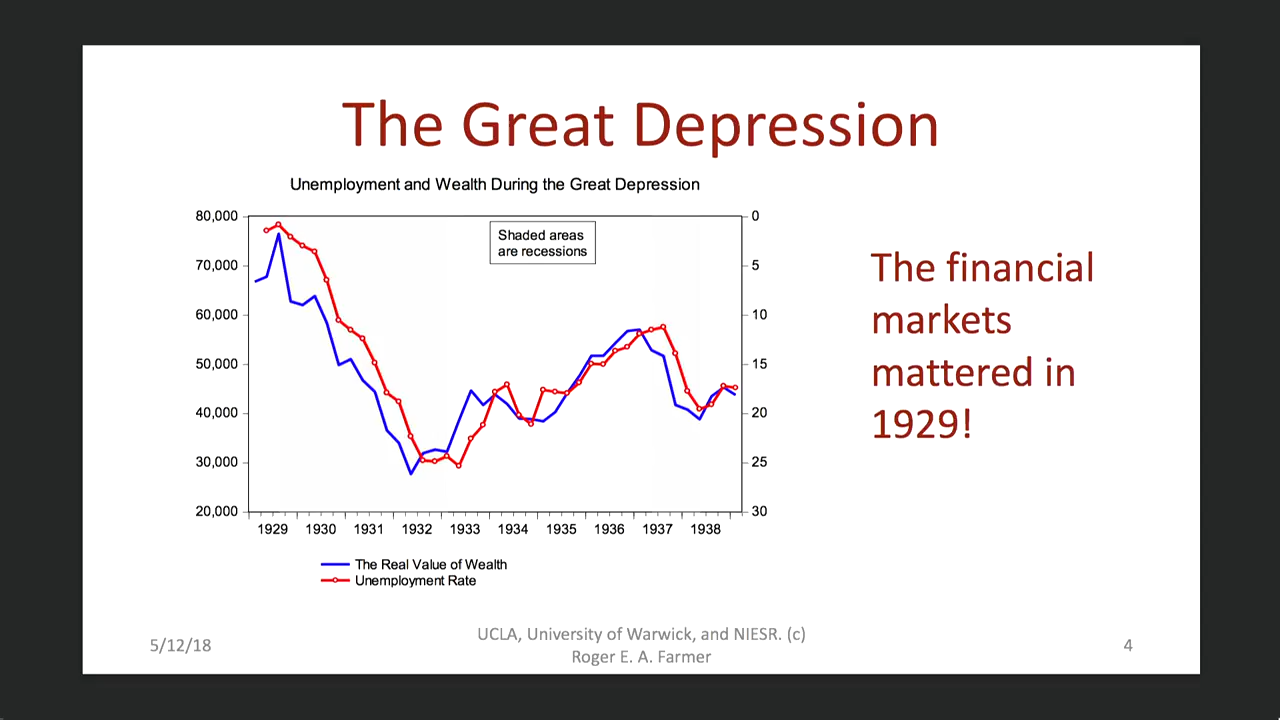 The Great Depression
Unemployment and Wealth During the Great Depression
80,000
70,000
60,000
50,000
40,000
30,000
20,000
Shaded areas
are recessions
0
5
10
15
20
25
30
1929 1930 1931 1932 1933 1934 1935 1936 1937 1938
The Real Value of Wealth
Unemployment Rate
The financial
markets
mattered in
1929!
5/12/18
UCLA, University of Warwick, and NIESR. (c)
Roger E. A. Farmer
4